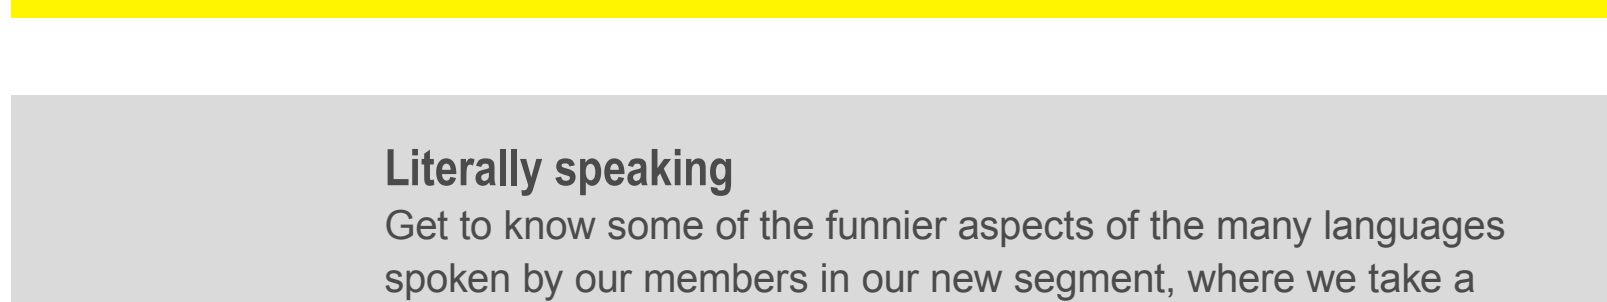 Literally speaking
Get to know some of the funnier aspects of the many languages
spoken by our members in our new segment, where we take a